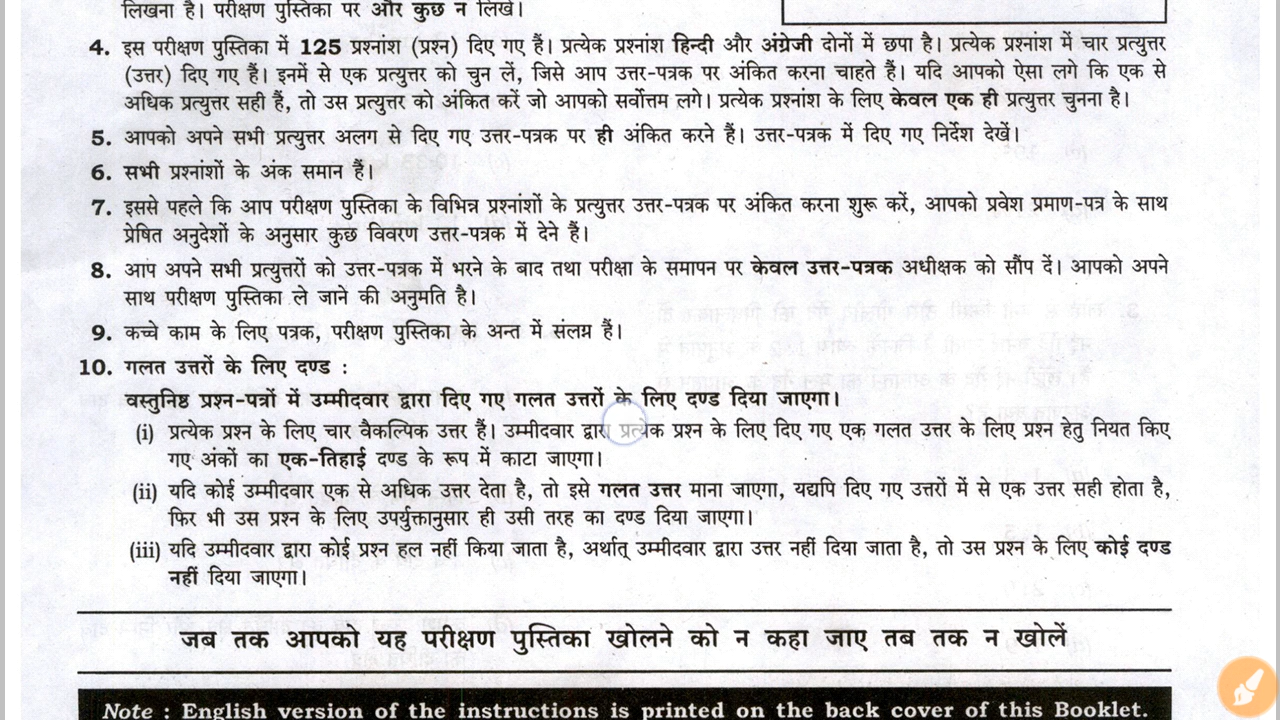 लिखना है। परीक्षण पुस्तिका पर और कुछ न लिखें।
4. इस परीक्षण पुस्तिका में 125 प्रश्नांश (प्रश्न) दिए गए हैं। प्रत्येक प्रश्नांश हिन्दी और अंग्रेजी दोनों में छपा है। प्रत्येक प्रश्नांश में चार प्रत्युत्तर
(उत्तर) दिए गए हैं। इनमें से एक प्रत्युत्तर को चुन लें, जिसे आप उत्तर-पत्रक पर अंकित करना चाहते हैं। यदि आपको ऐसा लगे कि एक से
अधिक प्रत्युत्तर सही हैं, तो उस प्रत्युत्तर को अंकित करें जो आपको सर्वोत्तम लगे। प्रत्येक प्रश्नांश के लिए केवल एक ही प्रत्युत्तर चुनना है।
5. आपको अपने सभी प्रत्युत्तर अलग से दिए गए उत्तर-पत्रक पर ही अंकित करने हैं। उत्तर-पत्रक में दिए गए निर्देश देखें।
6. सभी प्रश्नांशों के अंक समान हैं।
7. इससे पहले कि आप परीक्षण पुस्तिका के विभिन्न प्रश्नांशों के प्रत्युत्तर उत्तर-पत्रक पर अंकित करना शुरू करें, आपको प्रवेश प्रमाण-पत्र के साथ
प्रेषित अनुदेशों के अनुसार कुछ विवरण उत्तर-पत्रक में देने हैं।
8. आप अपने सभी प्रत्युत्तरों को उत्तर-पत्रक में भरने के बाद तथा परीक्षा के समापन पर केवल उत्तर-पत्रक अधीक्षक को सौंप दें। आपको अपने
साथ परीक्षण पुस्तिका ले जाने की अनुमति है।
9. कच्चे काम के लिए पत्रक, परीक्षण पुस्तिका के अन्त में संलग्न हैं।
10. गलत उत्तरों के लिए दण्ड :
वस्तुनिष्ठ प्रश्न-पत्रों में उम्मीदवार द्वारा दिए गए गलत उत्तरों के लिए दण्ड दिया जाएगा।
(i) प्रत्येक प्रश्न के लिए चार वैकल्पिक उत्तर हैं। उम्मीदवार द्वारा प्रत्येक प्रश्न के लिए दिए गए एक गलत उत्तर के लिए प्रश्न हेतु नियत किए
गए अंकों का एक-तिहाई दण्ड के रूप में काटा जाएगा।
(ii) यदि कोई उम्मीदवार एक से अधिक उत्तर देता है, तो इसे गलत उत्तर माना जाएगा, यद्यपि दिए गए उत्तरों में से एक उत्तर सही होता है,
फिर भी उस प्रश्न के लिए उपर्युक्तानुसार ही उसी तरह का दण्ड दिया जाएगा।
(iii) यदि उम्मीदवार द्वारा कोई प्रश्न हल नहीं किया जाता है, अर्थात् उम्मीदवार द्वारा उत्तर नहीं दिया जाता है, तो उस प्रश्न के लिए कोई दण्ड
नहीं दिया जाएगा।
जब तक आपको यह परीक्षण पुस्तिका खोलने को न कहा जाए तब तक न खोलें
Note : English version of the instructions is printed on the back cover of this Booklet.